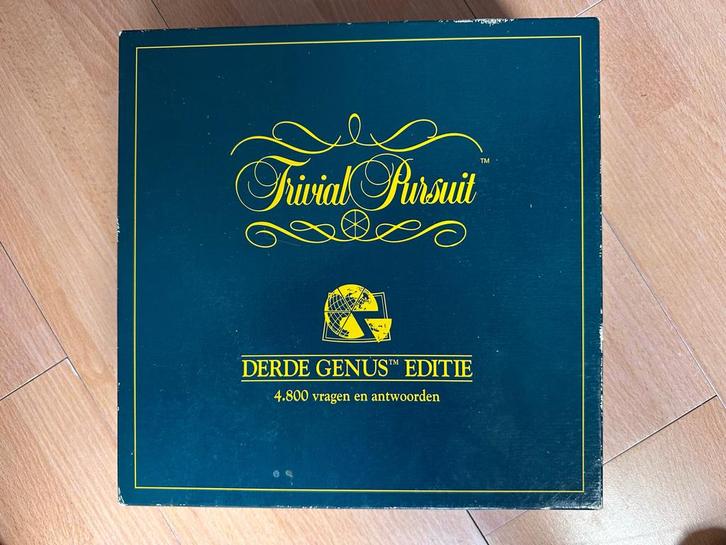 Trivial Pursuit™
DERDE GENUS™ EDITIE
4.800 vragen en antwoorden